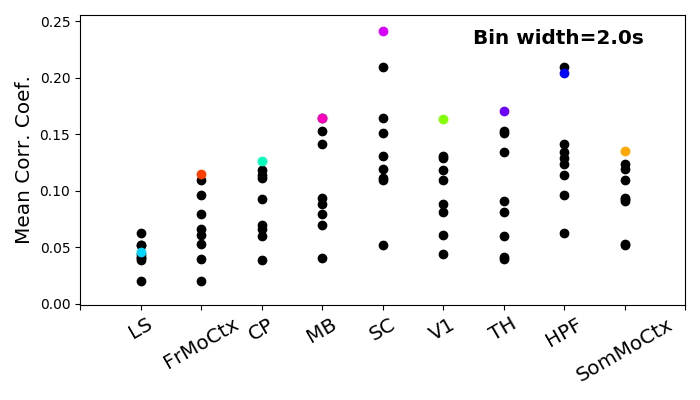 Bin width=2.0s
Mean Corr. Coef.
0.25
0.20
0.15
0.10
0.05
0.00
LS
FrMoCtx
CP
MB
SC
V1
TH
HPF
SomMoCtx